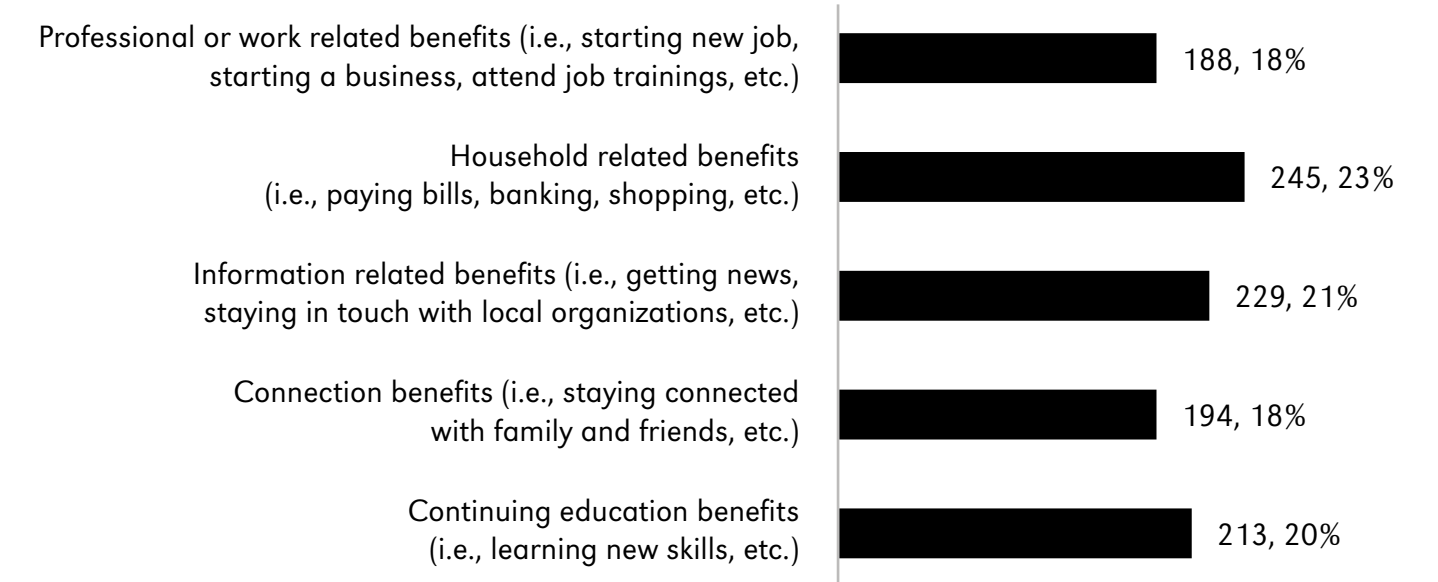 Professional or work related benefits (i.e., starting new job,
starting a business, attend job trainings, etc.)
188, 18%
Household related benefits
(i.e., paying bills, banking, shopping, etc.)
245, 23%
Information related benefits (i.e., getting news,
staying in touch with local organizations, etc.)
229, 21%
Connection benefits (i.e., staying connected
with family and friends, etc.)
194, 18%
Continuing education benefits
(i.e., learning new skills, etc.)
213, 20%